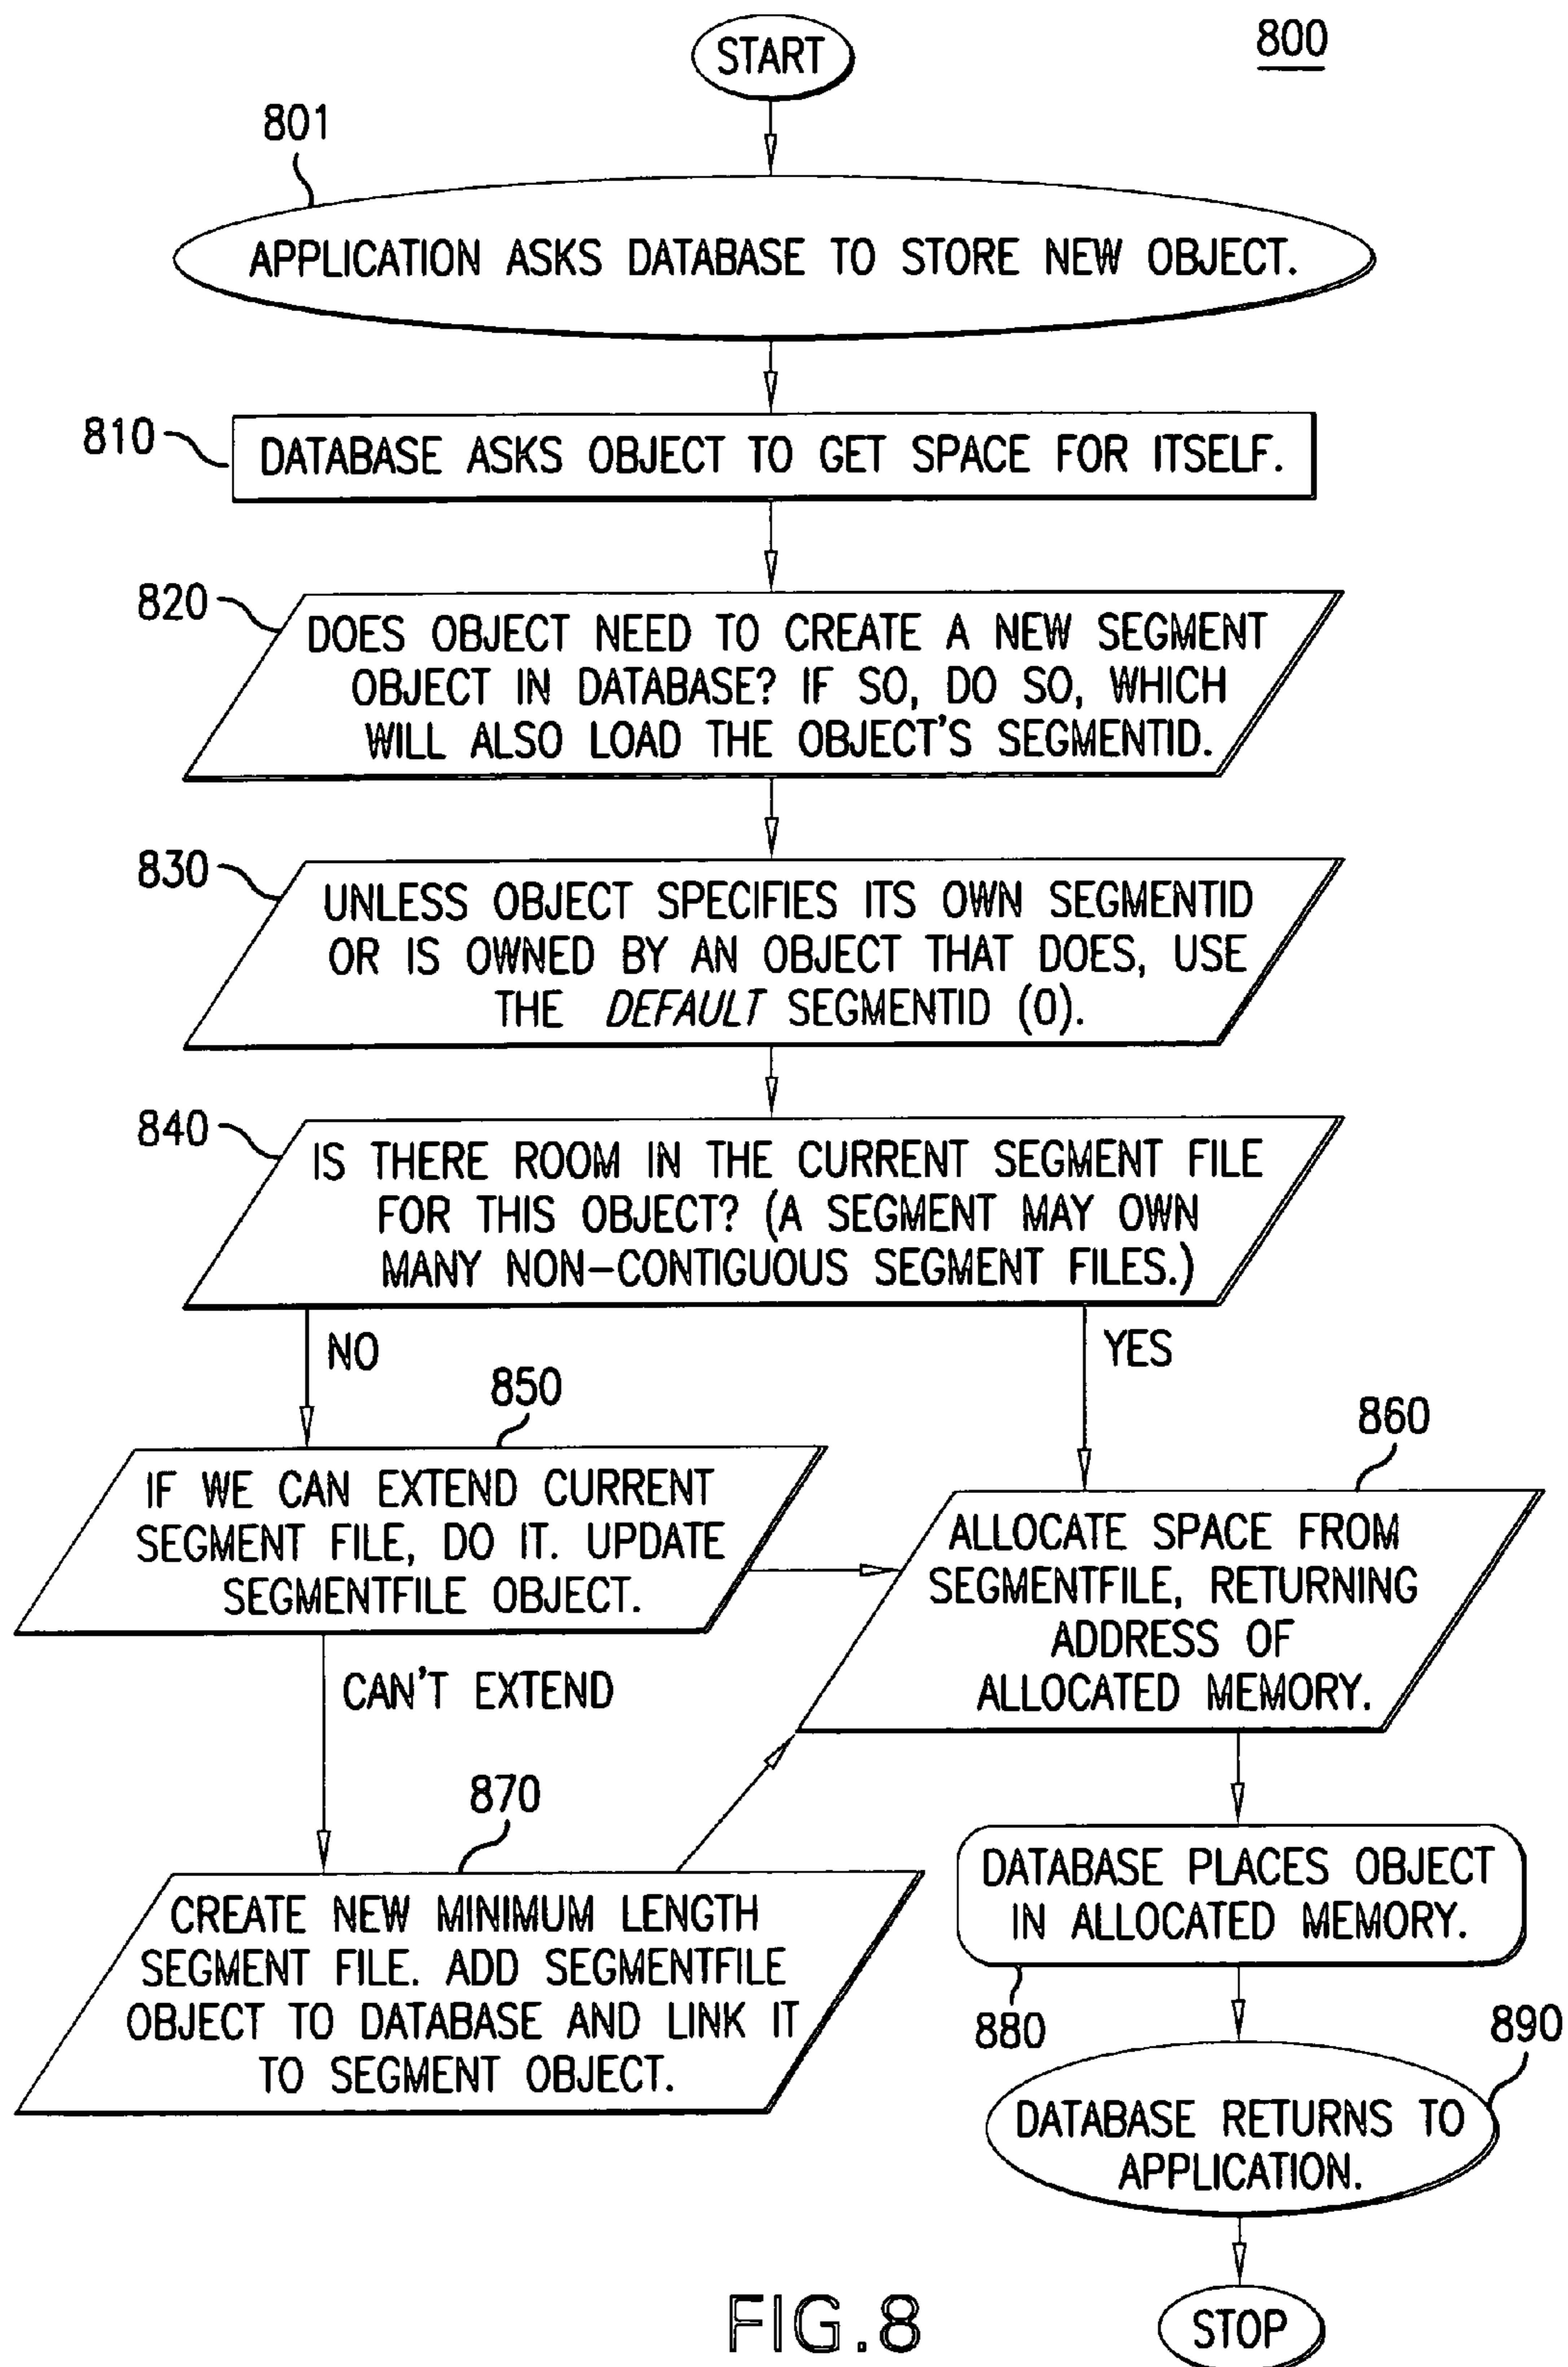 START
800
801
APPLICATION ASKS DATABASE TO STORE NEW OBJECT.
810
DATABASE ASKS OBJECT TO GET SPACE FOR ITSELF.
820
DOES OBJECT NEED TO CREATE A NEW SEGMENT
OBJECT IN DATABASE? IF SO, DO SO, WHICH
WILL ALSO LOAD THE OBJECT'S SEGMENTID.
830
UNLESS OBJECT SPECIFIES ITS OWN SEGMENTID
OR IS OWNED BY AN OBJECT THAT DOES, USE
THE DEFAULT SEGMENTID (0).
840
IS THERE ROOM IN THE CURRENT SEGMENT FILE
FOR THIS OBJECT? (A SEGMENT MAY OWN
MANY NON-CONTIGUOUS SEGMENT FILES.)
NO
YES
850
IF WE CAN EXTEND CURRENT
SEGMENT FILE, DO IT. UPDATE
SEGMENTFILE OBJECT.
860
ALLOCATE SPACE FROM
SEGMENTFILE, RETURNING
ADDRESS OF
ALLOCATED MEMORY.
CAN'T EXTEND
870
CREATE NEW MINIMUM LENGTH
SEGMENT FILE. ADD SEGMENTFILE
OBJECT TO DATABASE AND LINK IT
TO SEGMENT OBJECT.
DATABASE PLACES OBJECT
IN ALLOCATED MEMORY.
880
890
DATABASE RETURNS TO
APPLICATION.
STOP
FIG.8